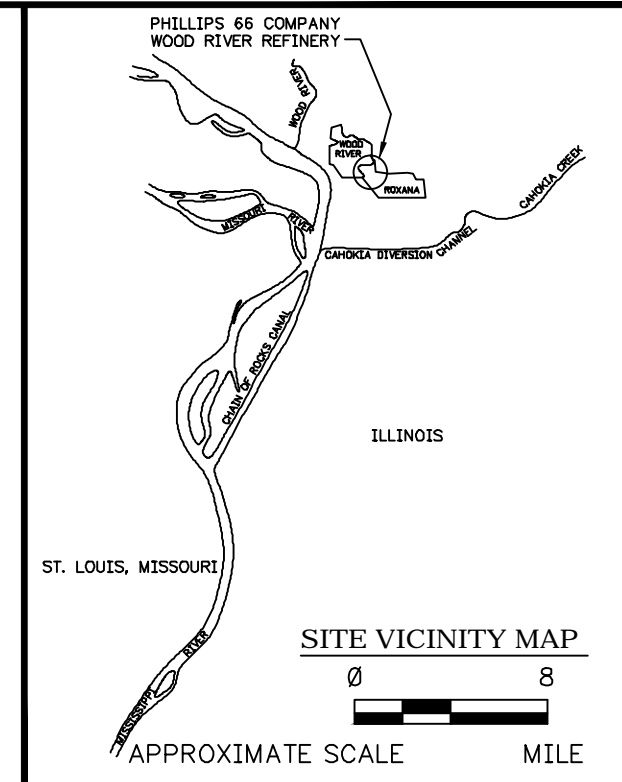 PHILLIPS 66 COMPANY
WOOD RIVER REFINERY
WOOD RIVER
WOOD
RIVER
ROXANA
CAHOKIA CREEK
MISSOURI RIVER
CAHOKIA DIVERSION CHANNEL
CHAIN OF ROCKS CANAL
ILLINOIS
ST. LOUIS, MISSOURI
SITE VICINITY MAP
Ø 8
MISSISSIPPI RIVER
APPROXIMATE SCALE MILE